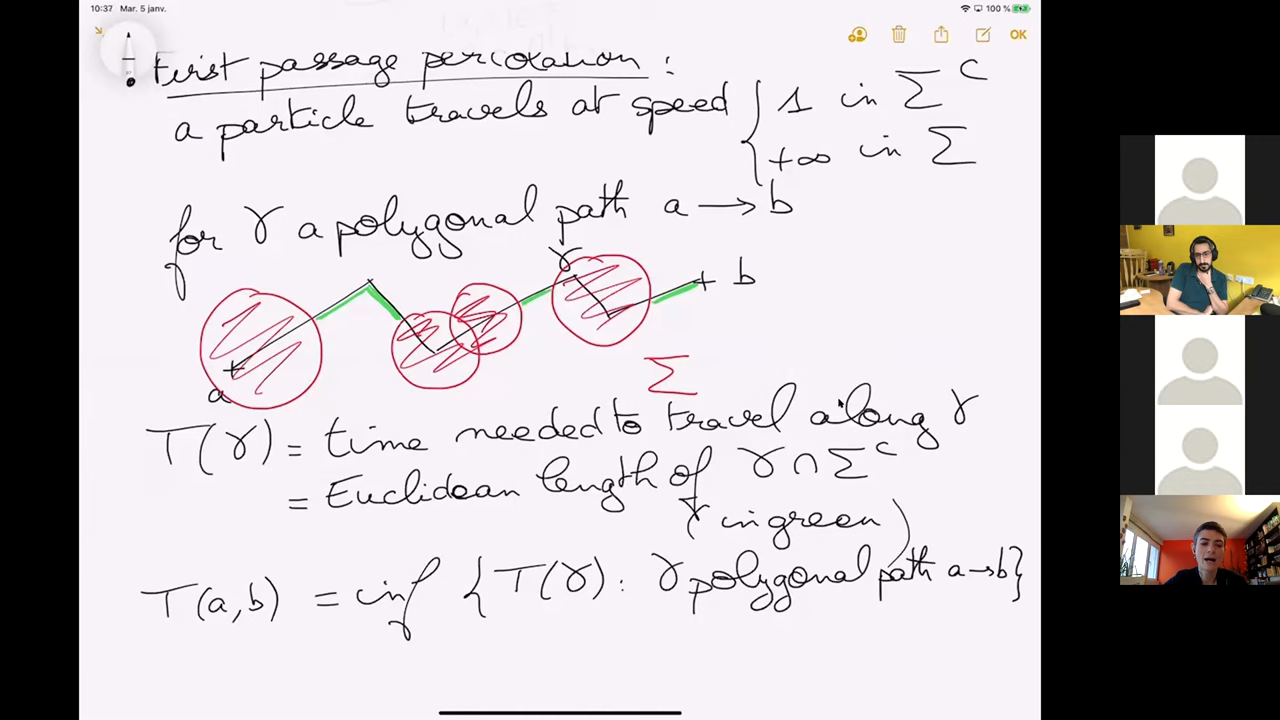 10:37 Mar. 5 janv.
100 %
OK
First passage percolation :
a particle travels at speed { 1 in Σ^c
+∞ in Σ
for γ a polygonal path a → b
γ
b
a
Σ
T(γ) = time needed to travel along γ
= Euclidean length of γ ∩ Σ^c
(in green)
T(a,b) = inf { T(γ) : γ polygonal path a→b}
γ